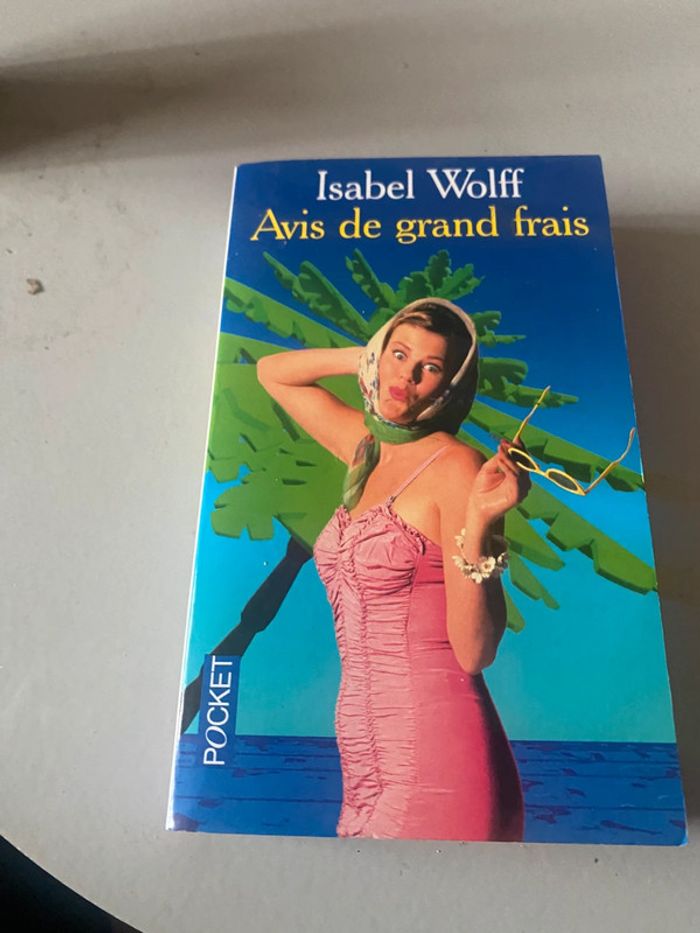 Isabel Wolff
Avis de grand frais
POCKET